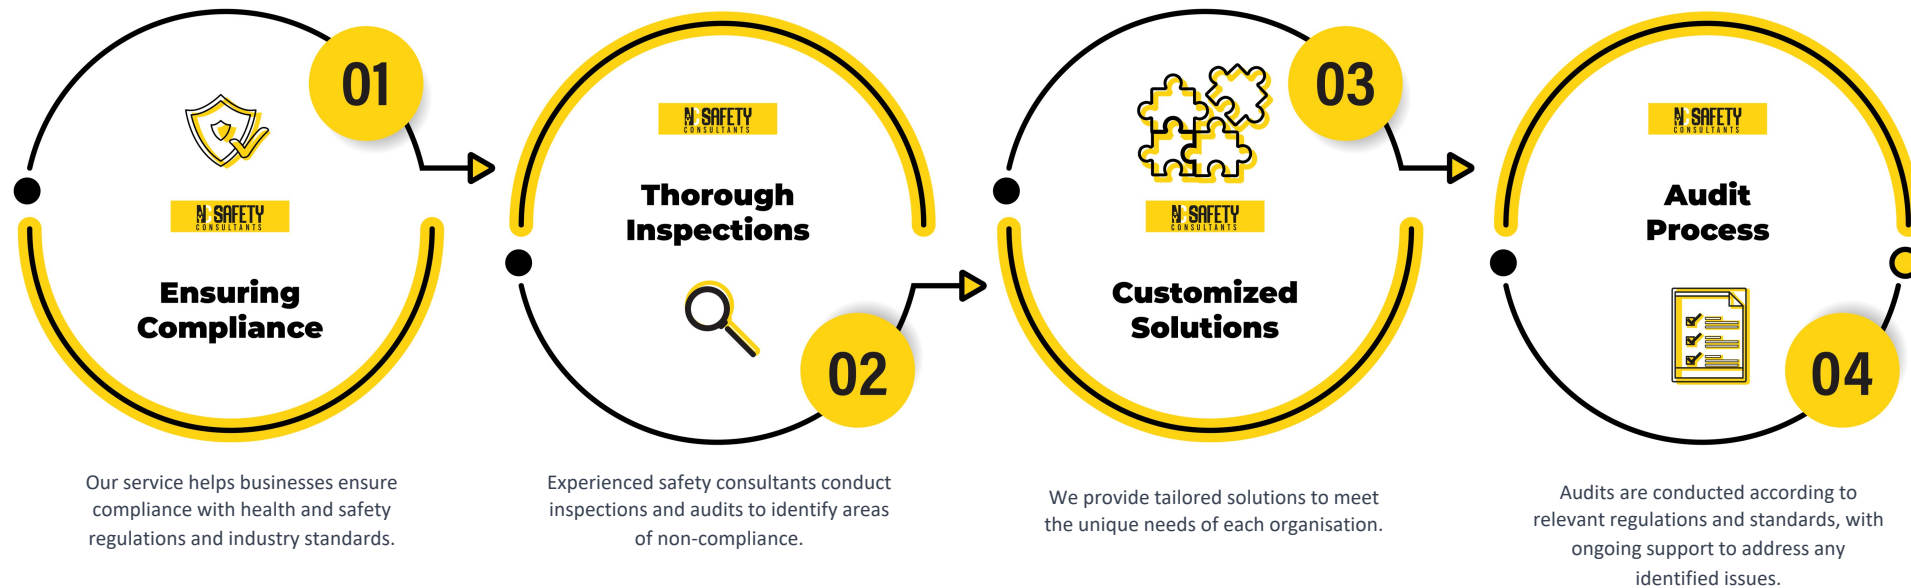 01
SAFETY
CONSULTANTS
Ensuring
Compliance
Our service helps businesses ensure
compliance with health and safety
regulations and industry standards.
SAFETY
CONSULTANTS
Thorough
Inspections
02
Experienced safety consultants conduct
inspections and audits to identify areas
of non-compliance.
03
SAFETY
CONSULTANTS
Customized
Solutions
We provide tailored solutions to meet
the unique needs of each organisation.
SAFETY
CONSULTANTS
Audit
Process
04
Audits are conducted according to
relevant regulations and standards, with
ongoing support to address any
identified issues.